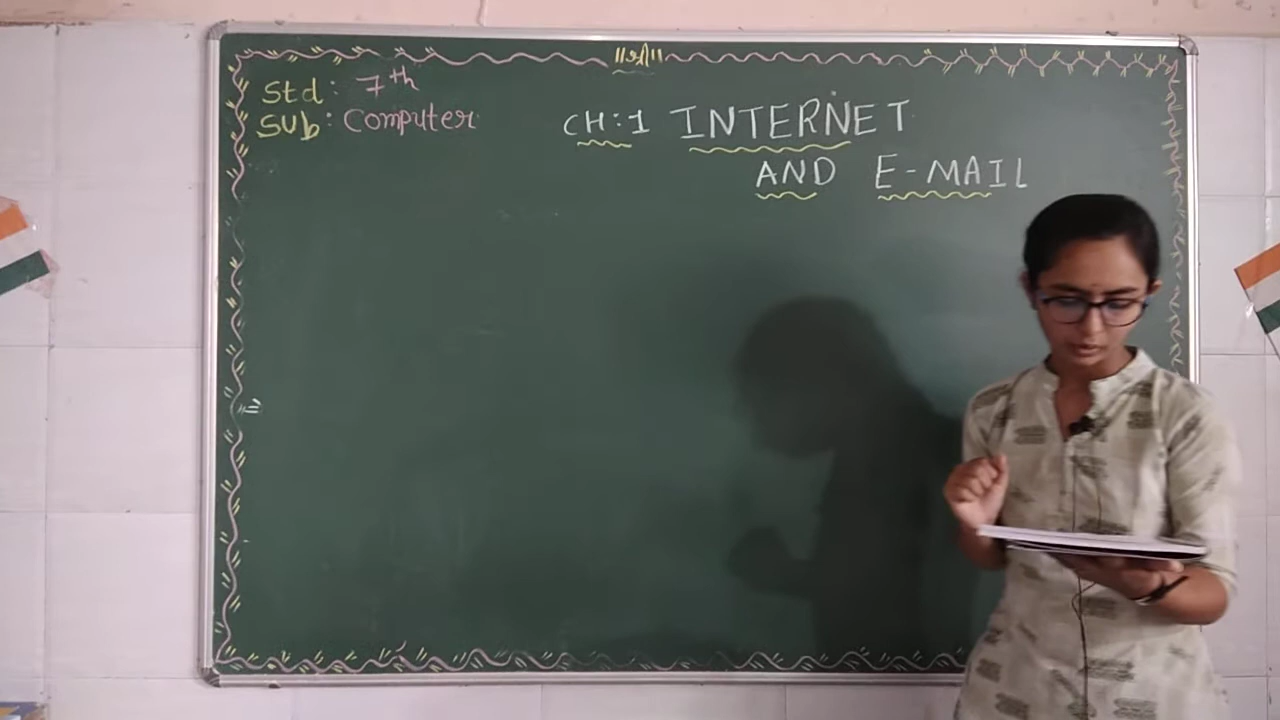 ॥श्री॥
Std: 7th
Sub: Computer
CH:1 INTERNET
AND E-MAIL